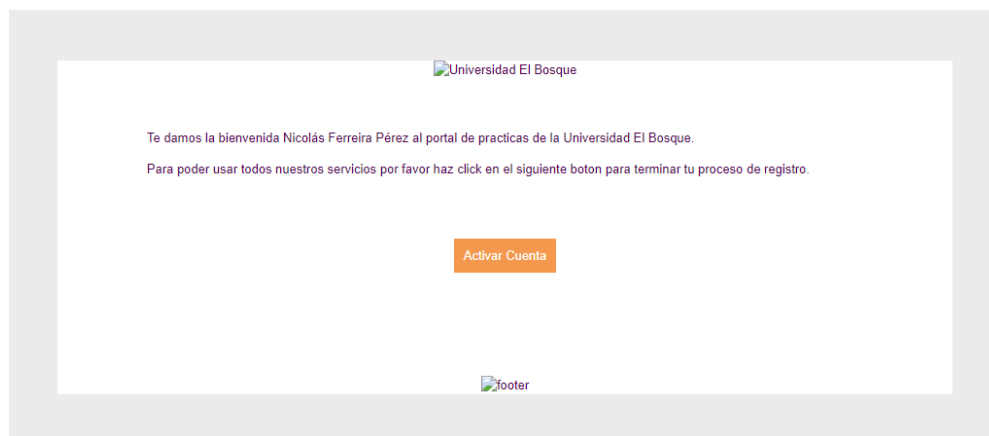 Universidad El Bosque
Te damos la bienvenida Nicolás Ferreira Pérez al portal de practicas de la Universidad El Bosque.
Para poder usar todos nuestros servicios por favor haz click en el siguiente boton para terminar tu proceso de registro.
Activar Cuenta
footer